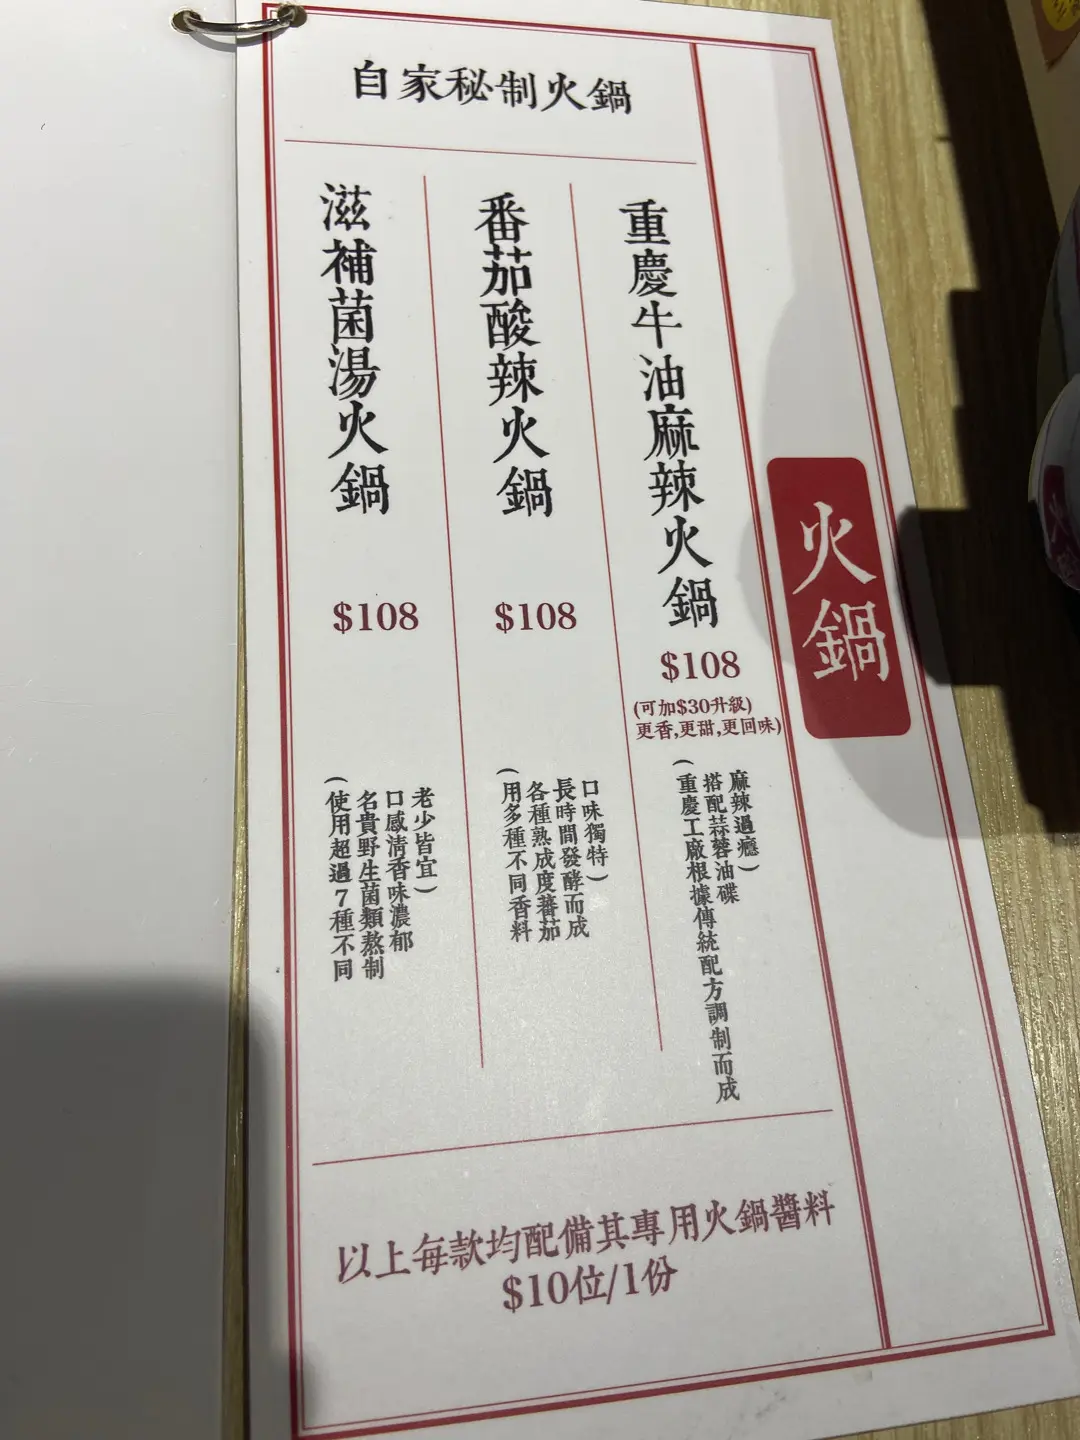 自家秘制火鍋
火鍋
重慶牛油麻辣火鍋
$108
(可加$30升級)
更香,更甜,更回味)
麻辣過癮)
搭配蒜蓉油碟
(重慶工廠根據傳統配方調制而成
番茄酸辣火鍋
$108
口味獨特)
長時間發酵而成
各種熟成度蕃茄
(用多種不同香料
滋補菌湯火鍋
$108
老少皆宜)
口感清香味濃郁
名貴野生菌類熬制
(使用超過7種不同
以上每款均配備其專用火鍋醬料
$10位/1份